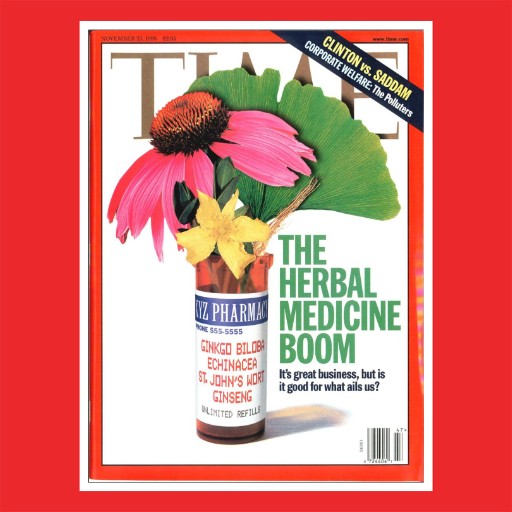 NOVEMBER 23, 1998 $2.95
www.time.com
TIME
CLINTON vs. SADDAM
CORPORATE WELFARE: The Polluters
THE
HERBAL
MEDICINE
BOOM
It's great business, but is
it good for what ails us?
XYZ PHARMACY
PHONE 555-5555
GINKGO BILOBA
ECHINACEA
ST. JOHN'S WORT
GINSENG
UNLIMITED REFILLS